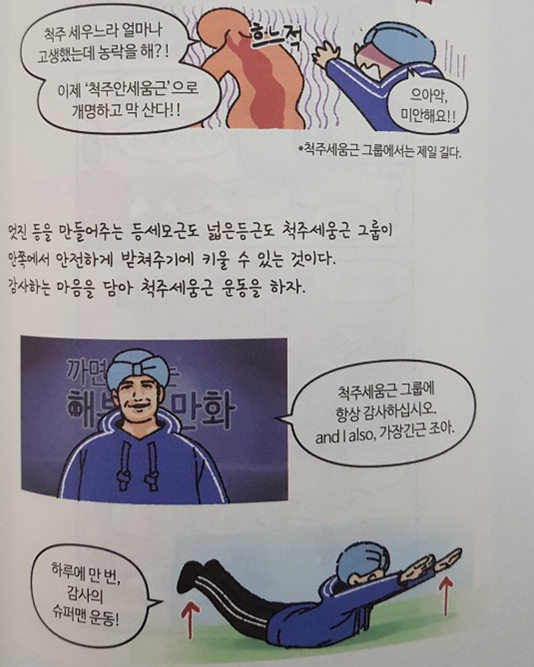 척주 세우느라 얼마나
고생했는데 농락을 해?!
이제 '척주안세움근'으로
개명하고 막 산다!!
흐느적
으아악,
미안해요!!
*척주세움근 그룹에서는 제일 길다.
멋진 등을 만들어주는 등세모근도 넓은등근도 척주세움근 그룹이
안쪽에서 안전하게 받쳐주기에 키울 수 있는 것이다.
감사하는 마음을 담아 척주세움근 운동을 하자.
까면
는
해
만화
척주세움근 그룹에
항상 감사하십시오.
and I also, 가장긴근 조아.
하루에 만 번,
감사의
슈퍼맨 운동!